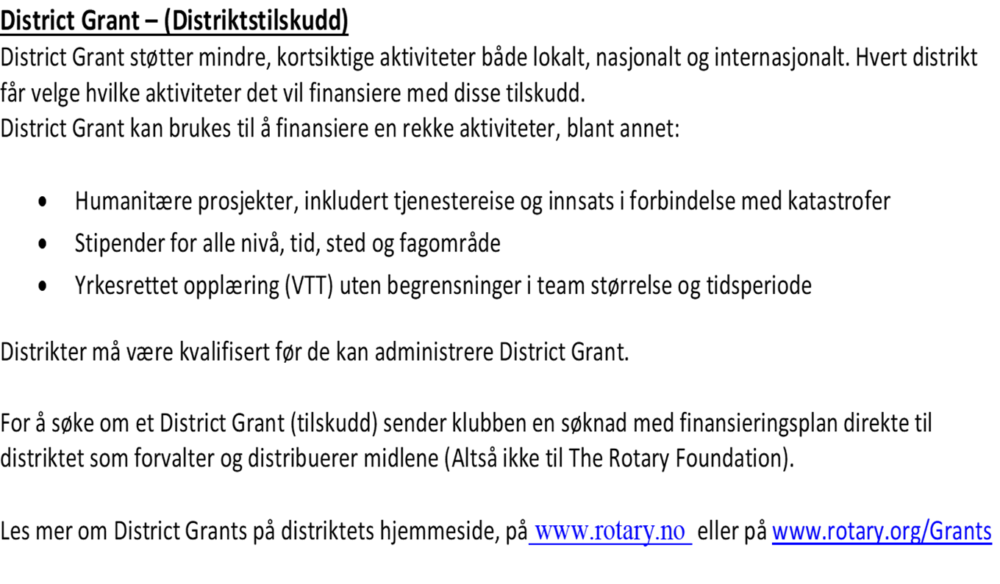 District Grant – (Distriktstilskudd)
District Grant støtter mindre, kortsiktige aktiviteter både lokalt, nasjonalt og internasjonalt. Hvert distrikt
får velge hvilke aktiviteter det vil finansiere med disse tilskudd.
District Grant kan brukes til å finansiere en rekke aktiviteter, blant annet:
• Humanitære prosjekter, inkludert tjenestereise og innsats i forbindelse med katastrofer
• Stipender for alle nivå, tid, sted og fagområde
• Yrkesrettet opplæring (VTT) uten begrensninger i team størrelse og tidsperiode
Distrikter må være kvalifisert før de kan administrere District Grant.
For å søke om et District Grant (tilskudd) sender klubben en søknad med finansieringsplan direkte til
distriktet som forvalter og distribuerer midlene (Altså ikke til The Rotary Foundation).
Les mer om District Grants på distriktets hjemmeside, på www.rotary.no eller på www.rotary.org/Grants